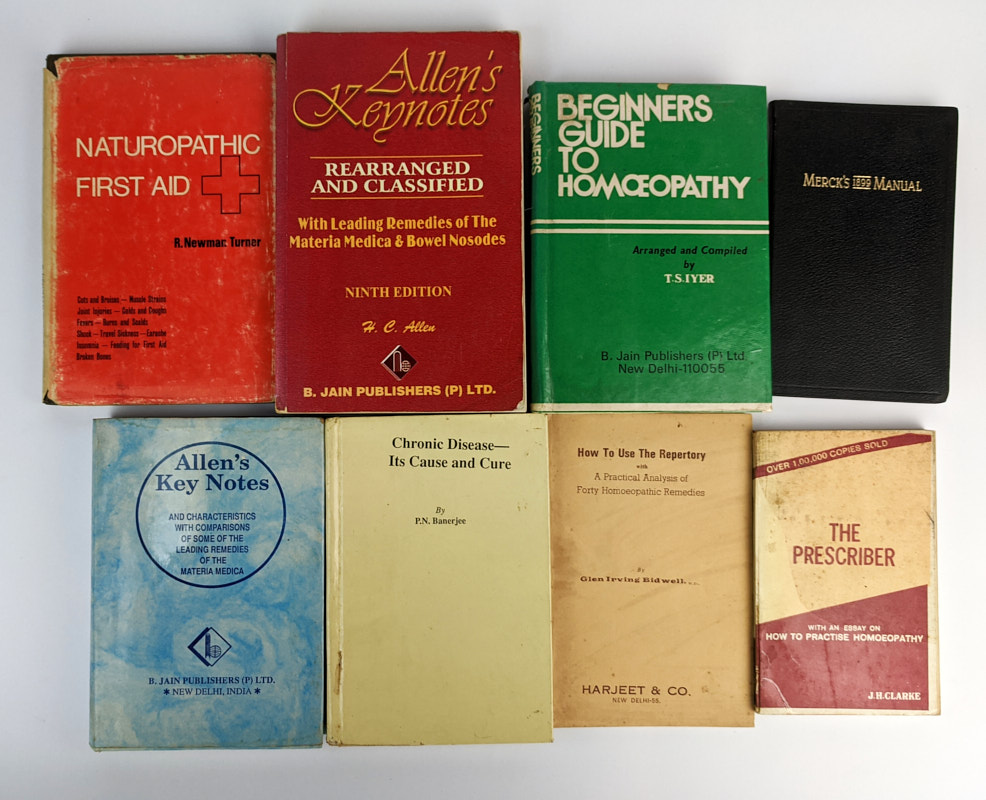 NATUROPATHIC
FIRST AID
R. Newman Turner
Cuts and Bruises — Muscle Strains
Joint Injuries — Colds and Coughs
Fevers — Burns and Scalds
Shock — Travel Sickness — Earache
Insomnia — Fasting for First Aid
Broken Bones
Allen's
Keynotes
REARRANGED
AND CLASSIFIED
With Leading Remedies of The
Materia Medica & Bowel Nosodes
NINTH EDITION
H. C. Allen
B. JAIN PUBLISHERS (P) LTD.
BEGINNERS
BEGINNERS
GUIDE
TO
HOMŒOPATHY
Arranged and Compiled
by
T.S.IYER
B. Jain Publishers (P) Ltd
New Delhi-110055
MERCK'S 1899 MANUAL
Allen's
Key Notes
AND CHARACTERISTICS
WITH COMPARISONS
OF SOME OF THE
LEADING REMEDIES
OF THE
MATERIA MEDICA
B. JAIN PUBLISHERS (P) LTD.
* NEW DELHI, INDIA *
Chronic Disease—
Its Cause and Cure
By
P.N. Banerjee
How To Use The Repertory
with
A Practical Analysis of
Forty Homoeopathic Remedies
By
Glen Irving Bidwell
HARJEET & CO.
NEW DELHI-55.
OVER 1,00,000 COPIES SOLD
THE
PRESCRIBER
WITH AN ESSAY ON
HOW TO PRACTISE HOMOEOPATHY
J.H.CLARKE